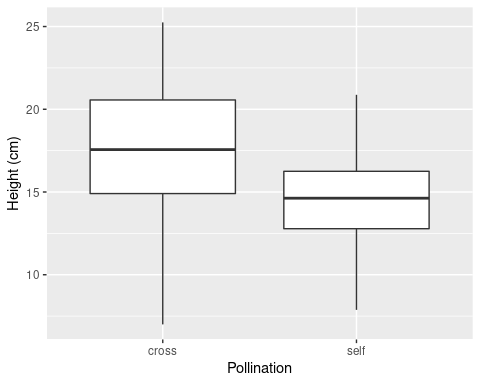 25
20
15
10
Height (cm)
cross self
Pollination